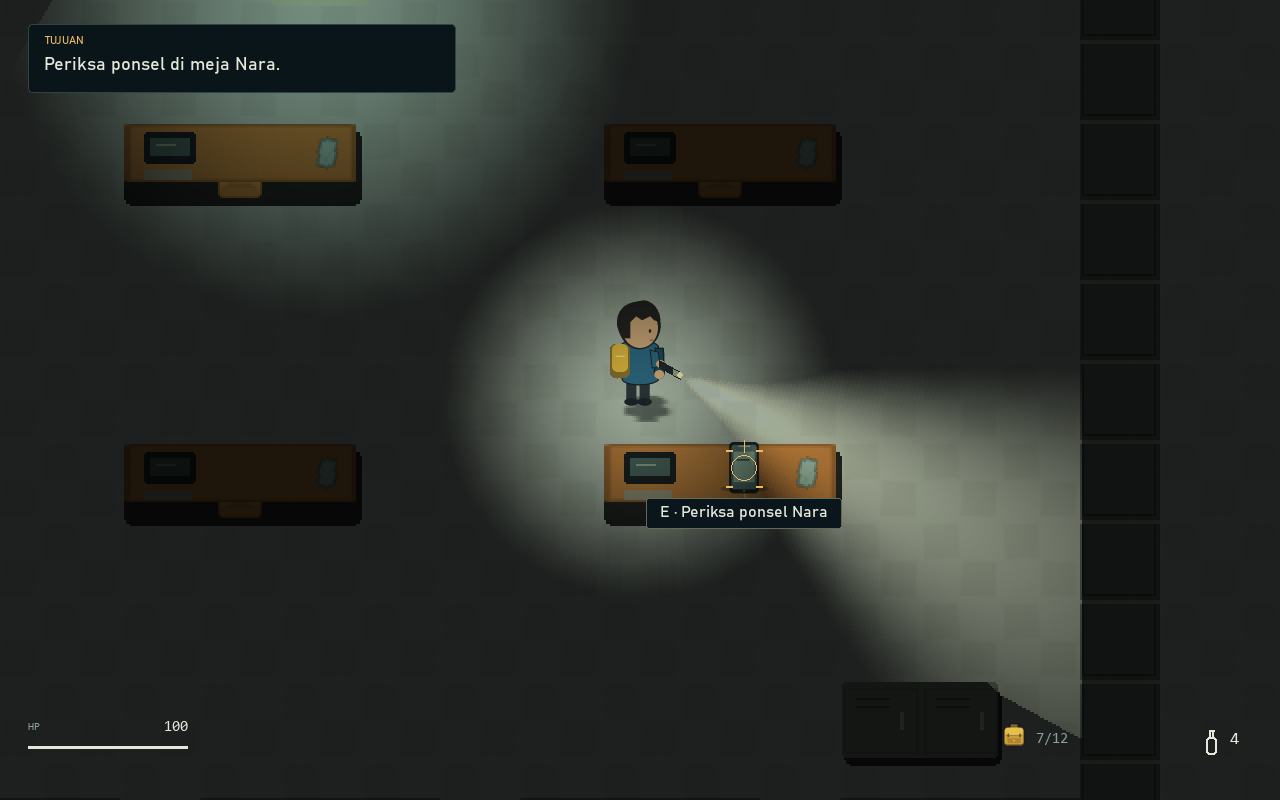 TUJUAN
Periksa ponsel di meja Nara.
E · Periksa ponsel Nara
HP 100
7/12
4